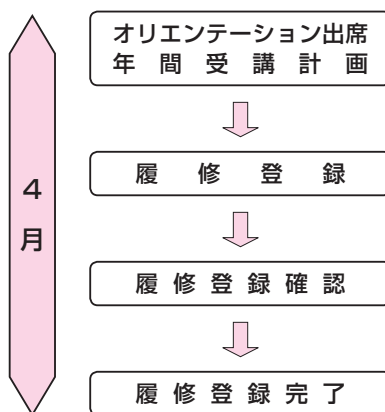 オリエンテーション出席
年間受講計画
4月
履修登録
履修登録確認
履修登録完了